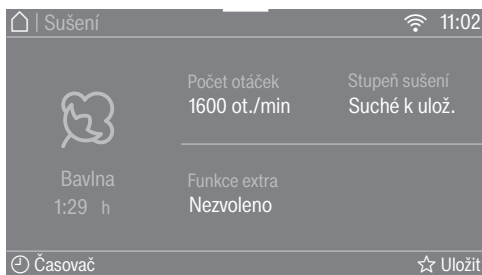 | Sušení 11:02
Počet otáček Stupeň sušení
1600 ot./min Suché k ulož.
Bavlna
1:29 h
Funkce extra
Nezvoleno
Časovač Uložit